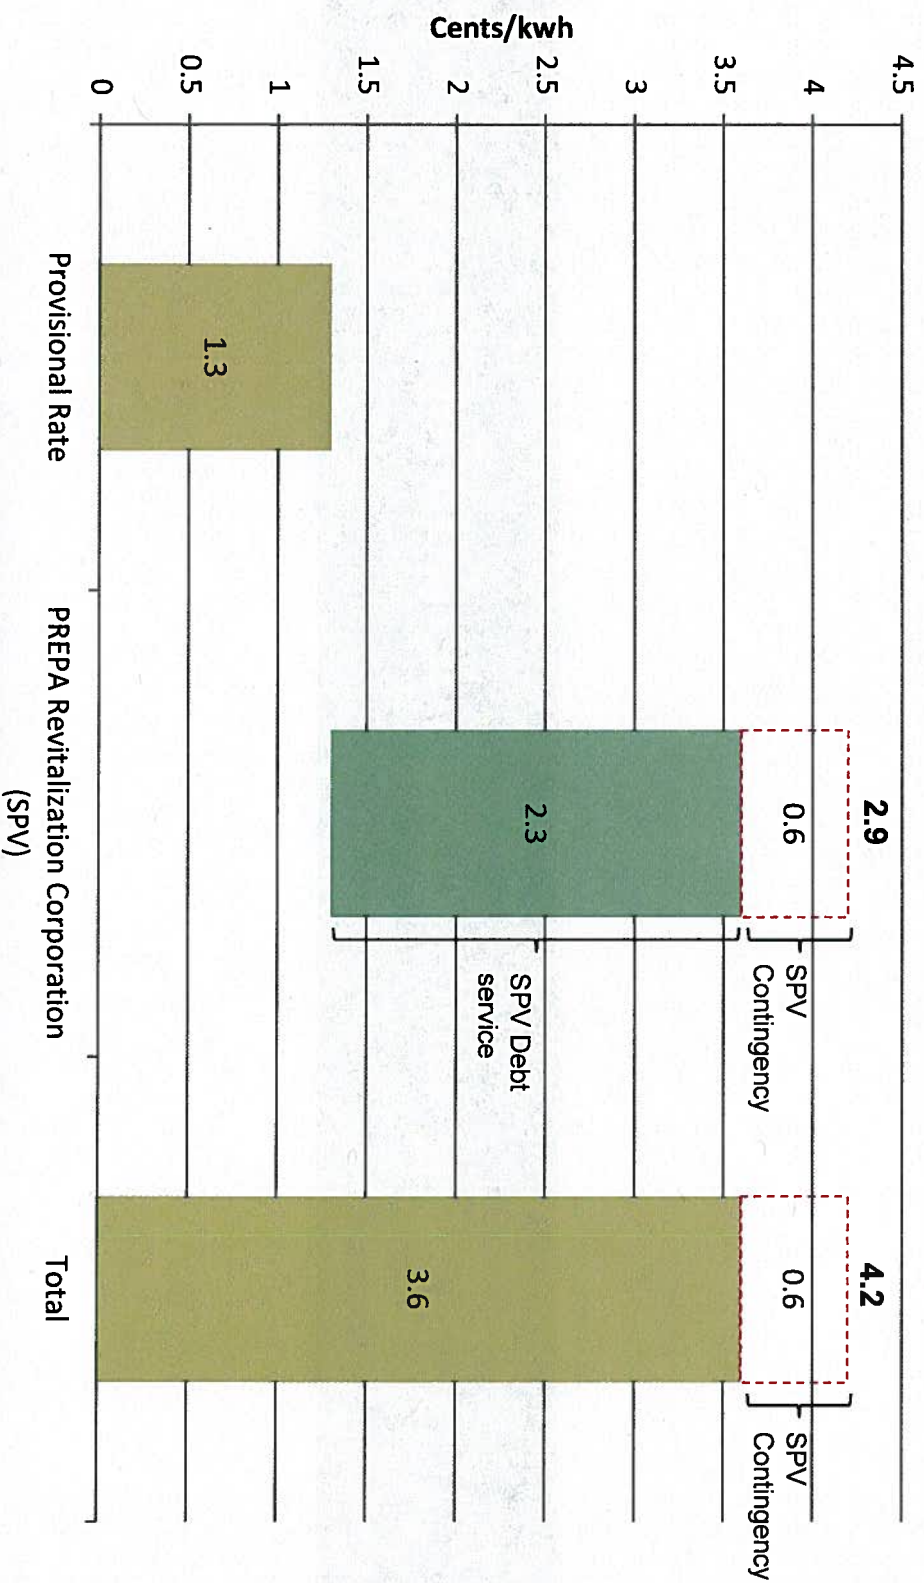 Cents/kwh
4.5
4
3.5
3
2.5
2
1.5
1
0.5
0
2.9
0.6
SPV
Contingency
2.3
SPV Debt
service
1.3
4.2
0.6
SPV
Contingency
3.6
Provisional Rate
PREPA Revitalization Corporation
(SPV)
Total